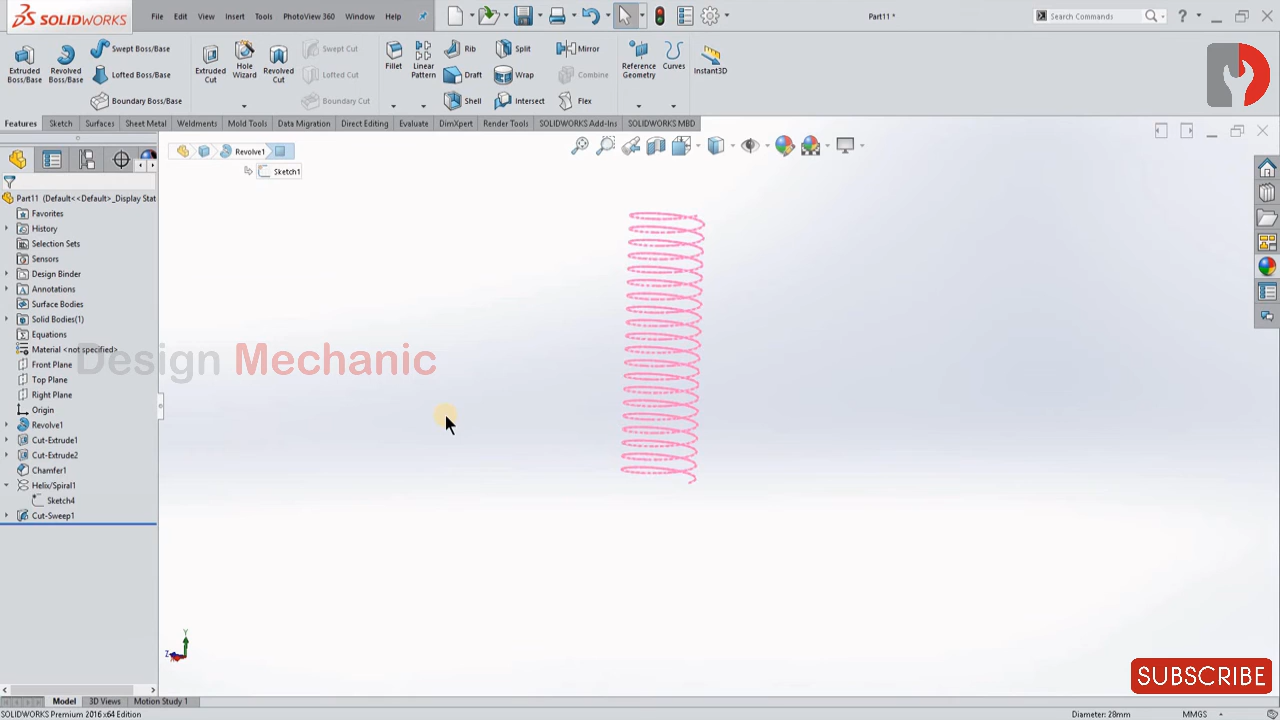 SOLIDWORKS
File Edit View Insert Tools PhotoView 360 Window Help
Part11 *
Search Commands
Extruded Boss/Base
Revolved Boss/Base
Swept Boss/Base
Lofted Boss/Base
Boundary Boss/Base
Extruded Cut
Hole Wizard
Revolved Cut
Swept Cut
Lofted Cut
Boundary Cut
Fillet
Linear Pattern
Rib
Draft
Shell
Split
Wrap
Intersect
Mirror
Combine
Flex
Reference Geometry
Curves
Instant3D
Features Sketch Surfaces Sheet Metal Weldments Mold Tools Data Migration Direct Editing Evaluate DimXpert Render Tools SOLIDWORKS Add-Ins SOLIDWORKS MBD
Revolve1
Sketch1
Part11 (Default<<Default>_Display Stat
Favorites
History
Selection Sets
Sensors
Design Binder
Annotations
Surface Bodies
Solid Bodies(1)
Equations
Material <not specified>
Front Plane
Top Plane
Right Plane
Origin
Revolve1
Cut-Extrude1
Cut-Extrude2
Chamfer1
Helix/Spiral1
Sketch4
Cut-Sweep1
Design Mechanic
Y
Z
SUBSCRIBE
Model 3D Views Motion Study 1
SOLIDWORKS Premium 2016 x64 Edition
Diameter: 28mm
MMGS